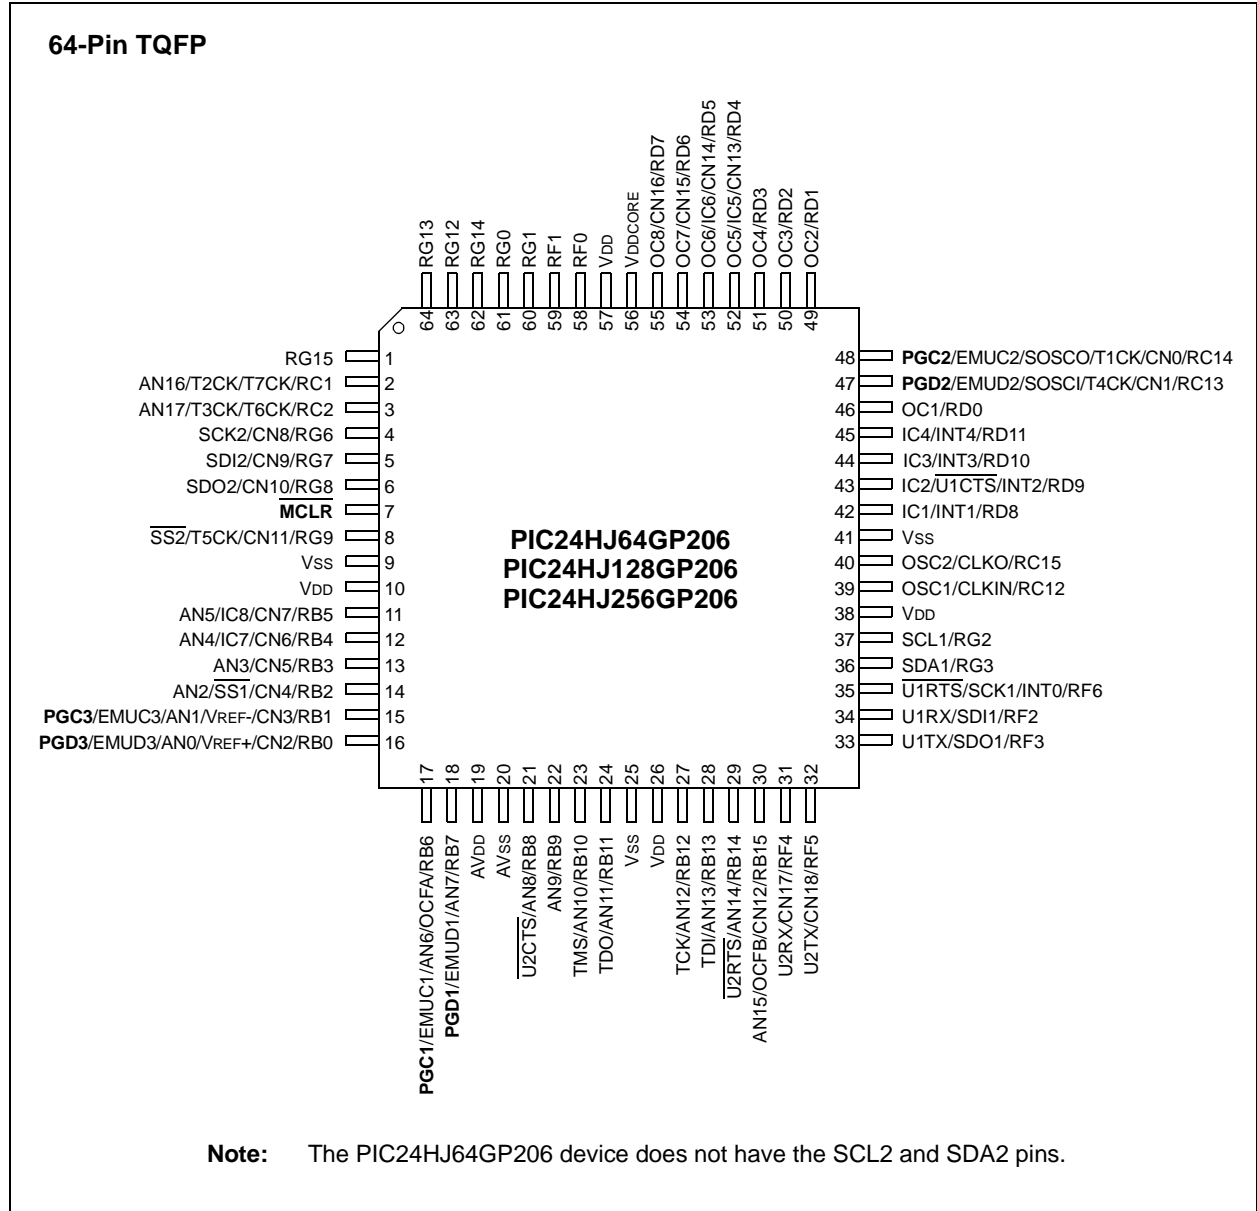 64-Pin TQFP
RG13
RG12
RG14
RG0
RG1
RF1
RF0
VDD
VDDCORE
OC8/CN16/RD7
OC7/CN15/RD6
OC6/IC6/CN14/RD5
OC5/IC5/CN13/RD4
OC4/RD3
OC3/RD2
OC2/RD1
64
63
62
61
60
59
58
57
56
55
54
53
52
51
50
49
RG15 1
AN16/T2CK/T7CK/RC1 2
AN17/T3CK/T6CK/RC2 3
SCK2/CN8/RG6 4
SDI2/CN9/RG7 5
SDO2/CN10/RG8 6
MCLR 7
SS2/T5CK/CN11/RG9 8
VSS 9
VDD 10
AN5/IC8/CN7/RB5 11
AN4/IC7/CN6/RB4 12
AN3/CN5/RB3 13
AN2/SS1/CN4/RB2 14
PGC3/EMUC3/AN1/VREF-/CN3/RB1 15
PGD3/EMUD3/AN0/VREF+/CN2/RB0 16
PIC24HJ64GP206
PIC24HJ128GP206
PIC24HJ256GP206
48 PGC2/EMUC2/SOSCO/T1CK/CN0/RC14
47 PGD2/EMUD2/SOSCI/T4CK/CN1/RC13
46 OC1/RD0
45 IC4/INT4/RD11
44 IC3/INT3/RD10
43 IC2/U1CTS/INT2/RD9
42 IC1/INT1/RD8
41 VSS
40 OSC2/CLKO/RC15
39 OSC1/CLKIN/RC12
38 VDD
37 SCL1/RG2
36 SDA1/RG3
35 U1RTS/SCK1/INT0/RF6
34 U1RX/SDI1/RF2
33 U1TX/SDO1/RF3
17
18
19
20
21
22
23
24
25
26
27
28
29
30
31
32
PGC1/EMUC1/AN6/OCFA/RB6
PGD1/EMUD1/AN7/RB7
AVDD
AVSS
U2CTS/AN8/RB8
AN9/RB9
TMS/AN10/RB10
TDO/AN11/RB11
VSS
VDD
TCK/AN12/RB12
TDI/AN13/RB13
U2RTS/AN14/RB14
AN15/OCFB/CN12/RB15
U2RX/CN17/RF4
U2TX/CN18/RF5
Note: The PIC24HJ64GP206 device does not have the SCL2 and SDA2 pins.